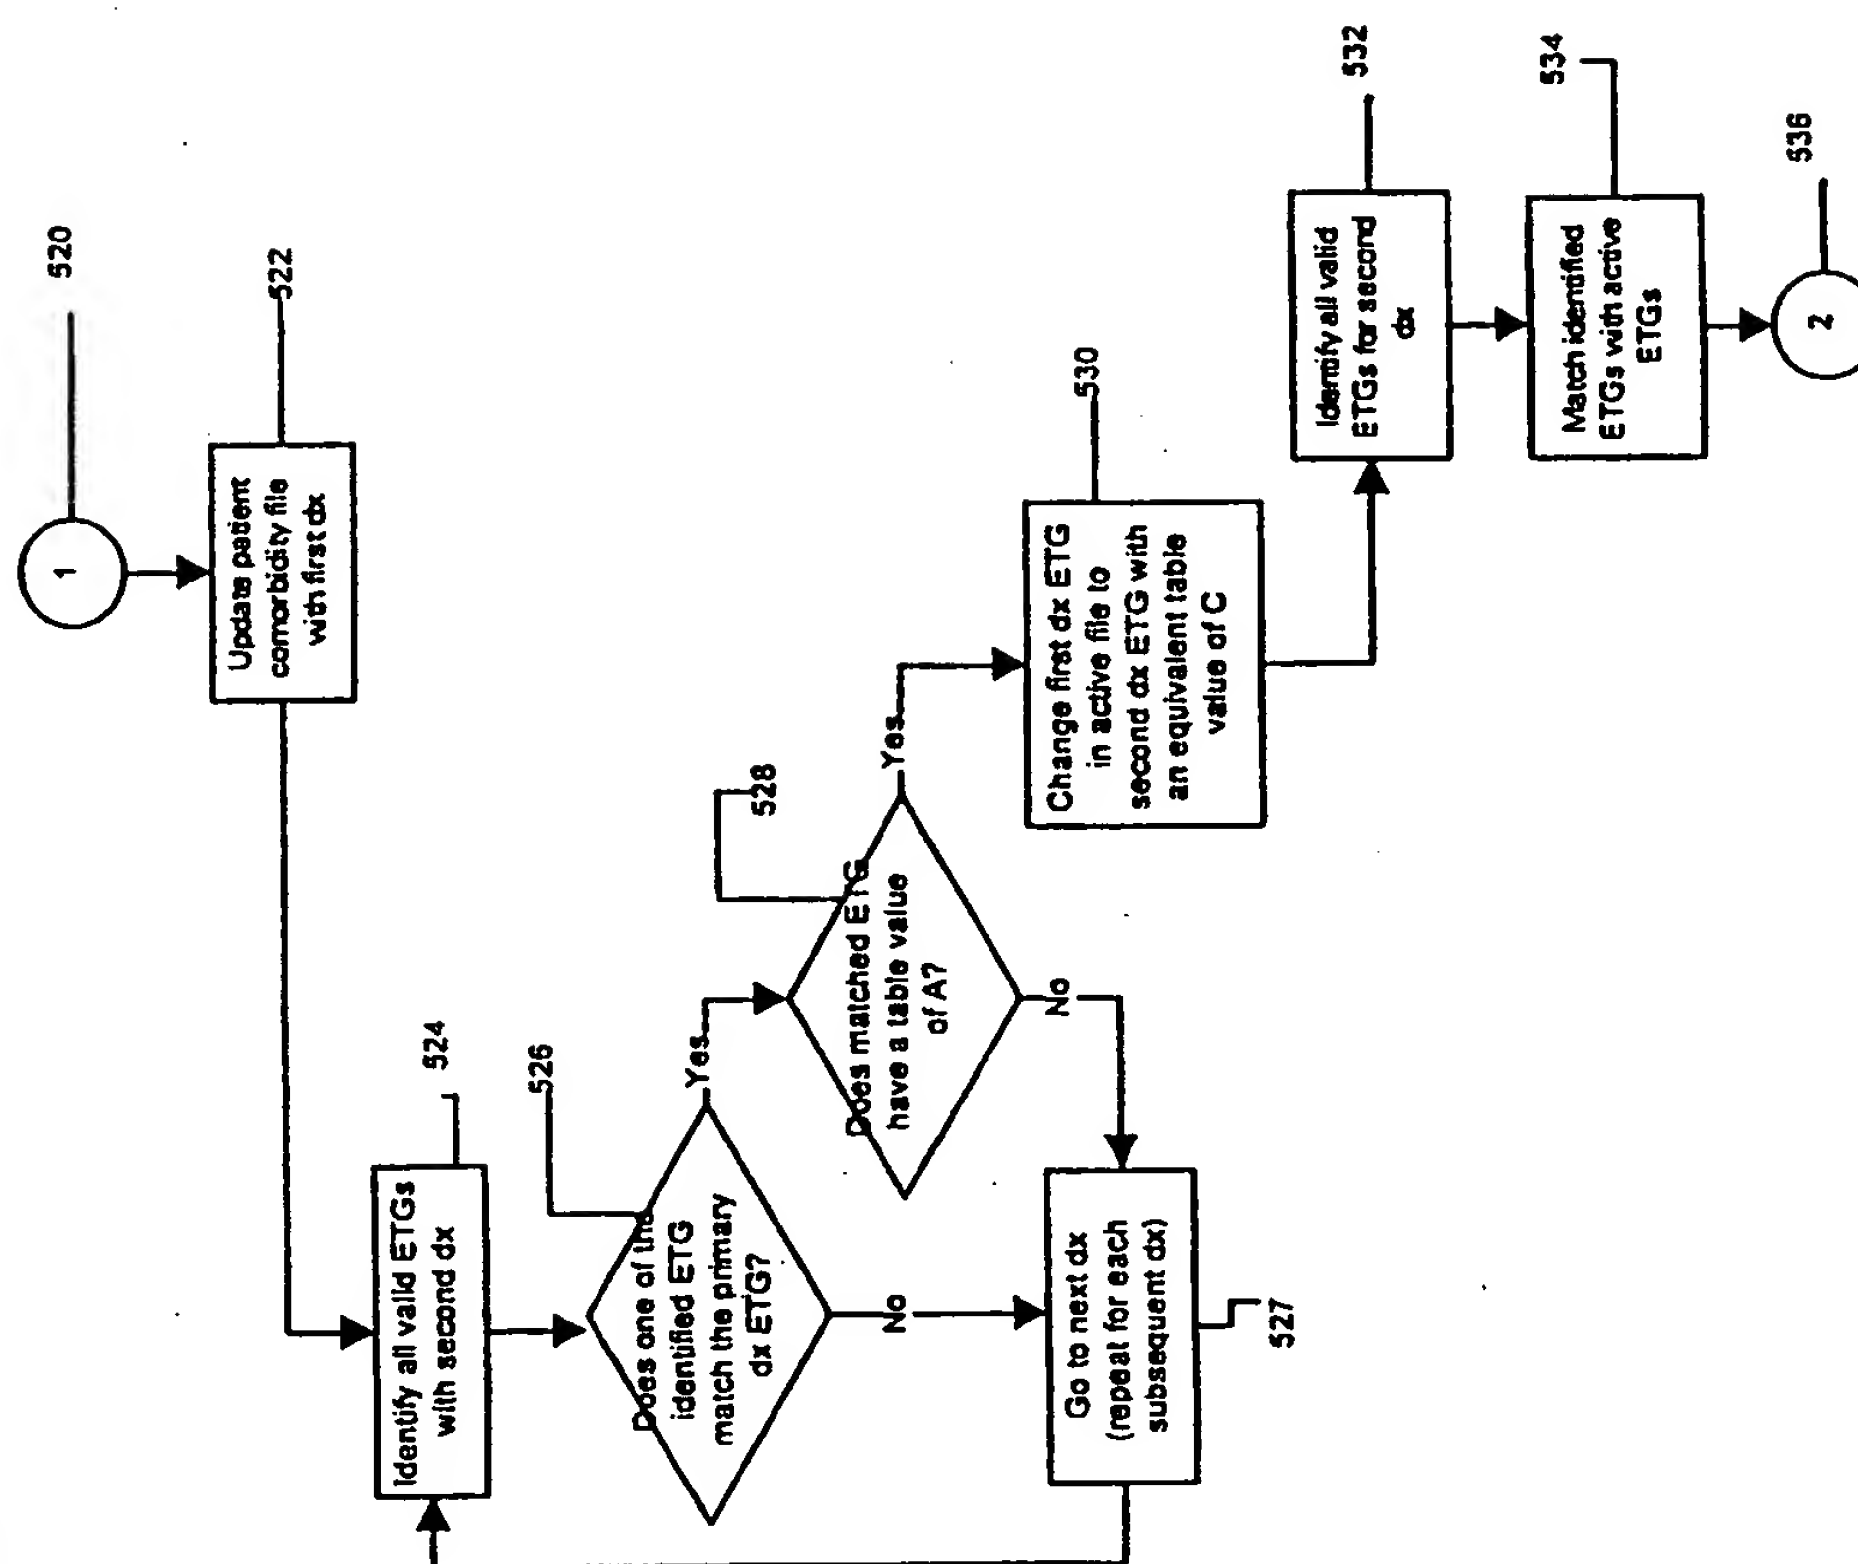 1
520
Update patient
comorbidity file
with first dx
522
Identify all valid ETGs
with second dx
524
Does one of the
identified ETG
match the primary
dx ETG?
526
Yes
No
Does matched ETG
have a table value
of A?
528
Yes
No
Go to next dx
(repeat for each
subsequent dx)
527
Change first dx ETG
in active file to
second dx ETG with
an equivalent table
value of C
530
Identify all valid
ETGs for second
dx
532
Match identified
ETGs with active
ETGs
534
2
536